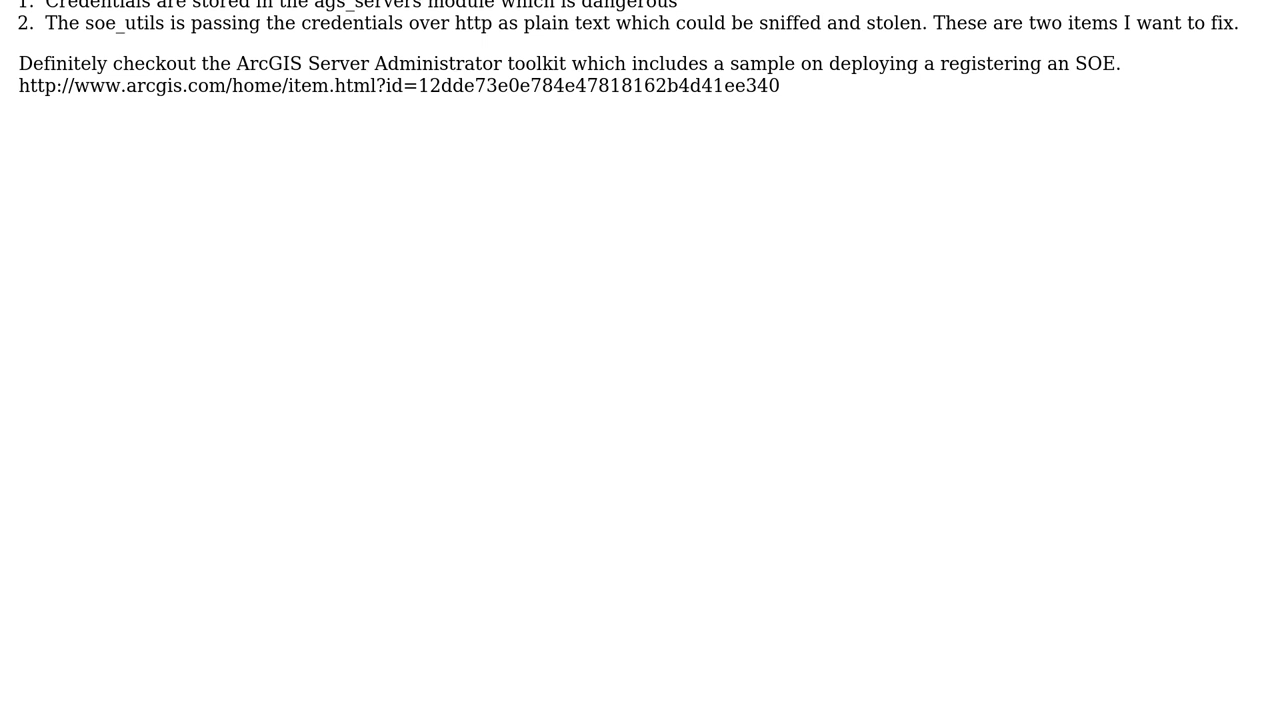 1. Credentials are stored in the ags_servers module which is dangerous
2. The soe_utils is passing the credentials over http as plain text which could be sniffed and stolen. These are two items I want to fix.
Definitely checkout the ArcGIS Server Administrator toolkit which includes a sample on deploying a registering an SOE.
http://www.arcgis.com/home/item.html?id=12dde73e0e784e47818162b4d41ee340